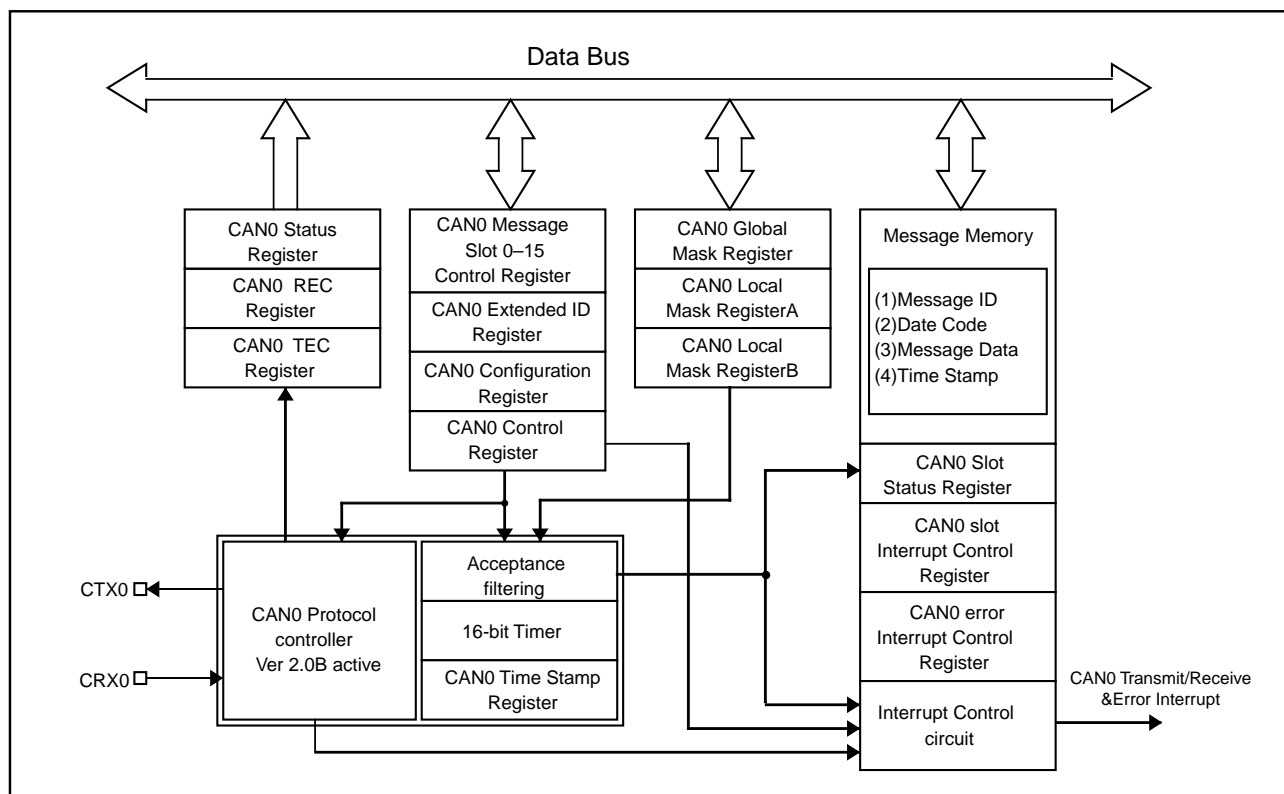 Data Bus
CAN0 Status
Register
CAN0 REC
Register
CAN0 TEC
Register
CAN0 Message
Slot 0–15
Control Register
CAN0 Extended ID
Register
CAN0 Configuration
Register
CAN0 Control
Register
CAN0 Global
Mask Register
CAN0 Local
Mask RegisterA
CAN0 Local
Mask RegisterB
Message Memory
(1)Message ID
(2)Date Code
(3)Message Data
(4)Time Stamp
CAN0 Slot
Status Register
CAN0 slot
Interrupt Control
Register
CAN0 error
Interrupt Control
Register
Interrupt Control
circuit
CTX0
CRX0
CAN0 Protocol
controller
Ver 2.0B active
Acceptance
filtering
16-bit Timer
CAN0 Time Stamp
Register
CAN0 Transmit/Receive
&Error Interrupt